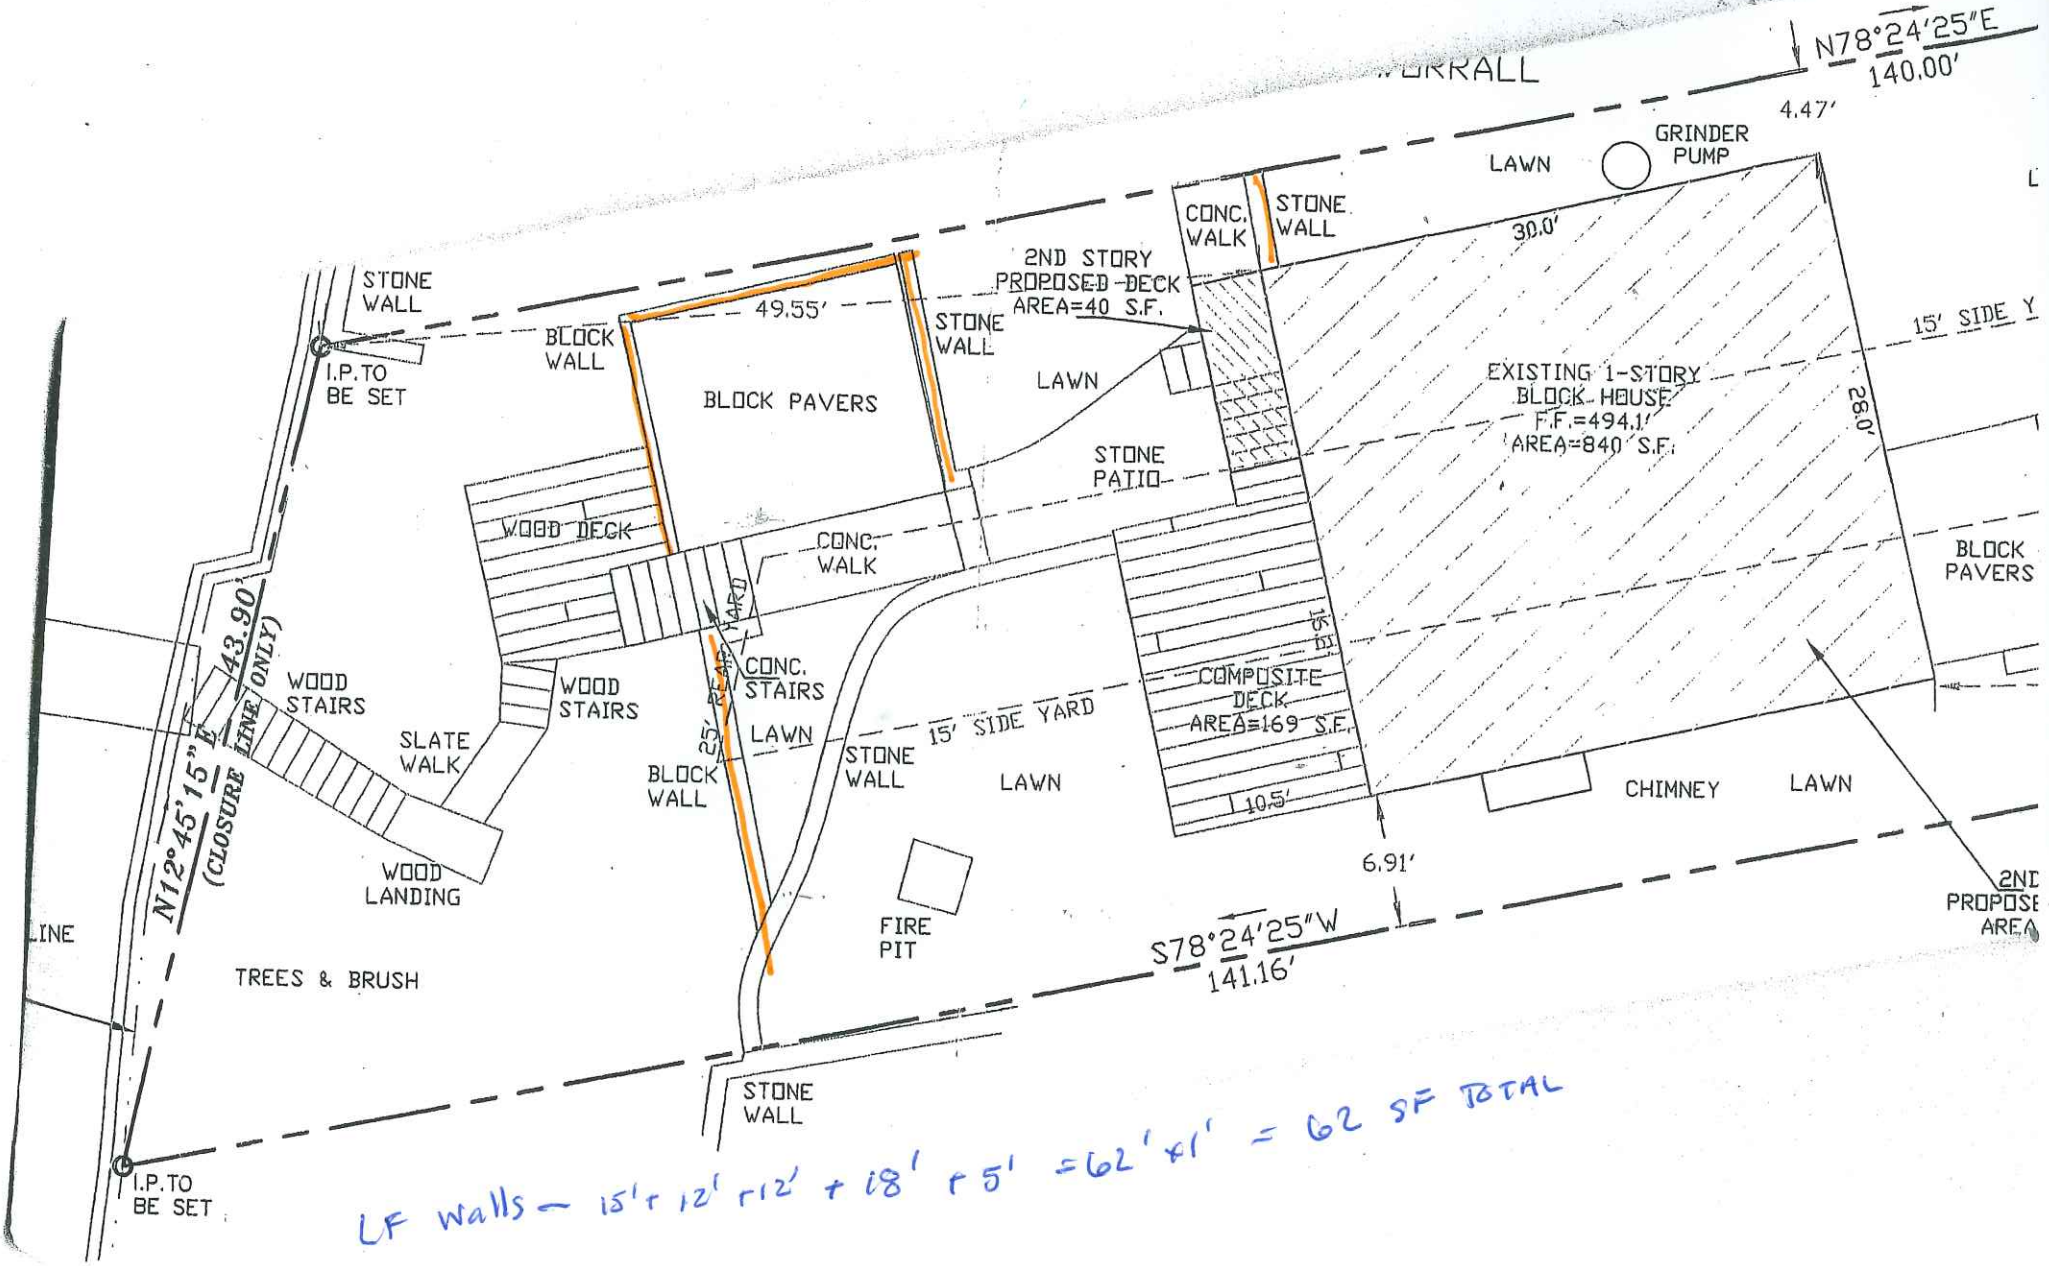 N78°24'25"E
140.00'
4.47'
GRINDER
PUMP
LAWN
STONE
WALL
CONC.
WALK
30.0'
2ND STORY
PROPOSED DECK
AREA=40 S.F.
STONE
WALL
49.55'
BLOCK
WALL
STONE
WALL
I.P.TO
BE SET
BLOCK PAVERS
LAWN
15' SIDE Y
EXISTING 1-STORY
BLOCK HOUSE
F.F.=494.1'
AREA=840 S.F.
28.0'
STONE
PATIO
WOOD DECK
CONC.
WALK
BLOCK
PAVERS
25' REAR YARD
CONC.
STAIRS
WOOD
STAIRS
WOOD
STAIRS
N12°45'15"E 43.90'
(CLOSURE LINE ONLY)
SLATE
WALK
LAWN
BLOCK
WALL
STONE
WALL
15' SIDE YARD
LAWN
COMPOSITE
DECK
AREA=169 S.F.
10.5'
CHIMNEY
LAWN
6.91'
WOOD
LANDING
FIRE
PIT
2ND
PROPOSE
AREA
LINE
TREES & BRUSH
S78°24'25"W
141.16'
STONE
WALL
I.P.TO
BE SET
LF Walls - 15'+ 12' +12' + 18' + 5' = 62' x1' = 62 SF TOTAL